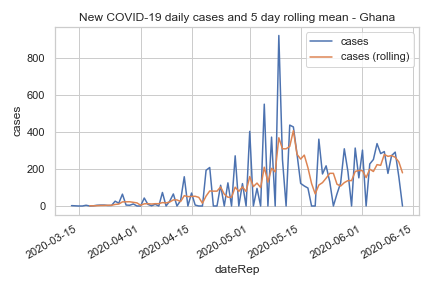 New COVID-19 daily cases and 5 day rolling mean - Ghana
cases
cases (rolling)
cases
800
600
400
200
0
2020-03-15
2020-04-01
2020-04-15
2020-05-01
2020-05-15
2020-06-01
2020-06-15
dateRep